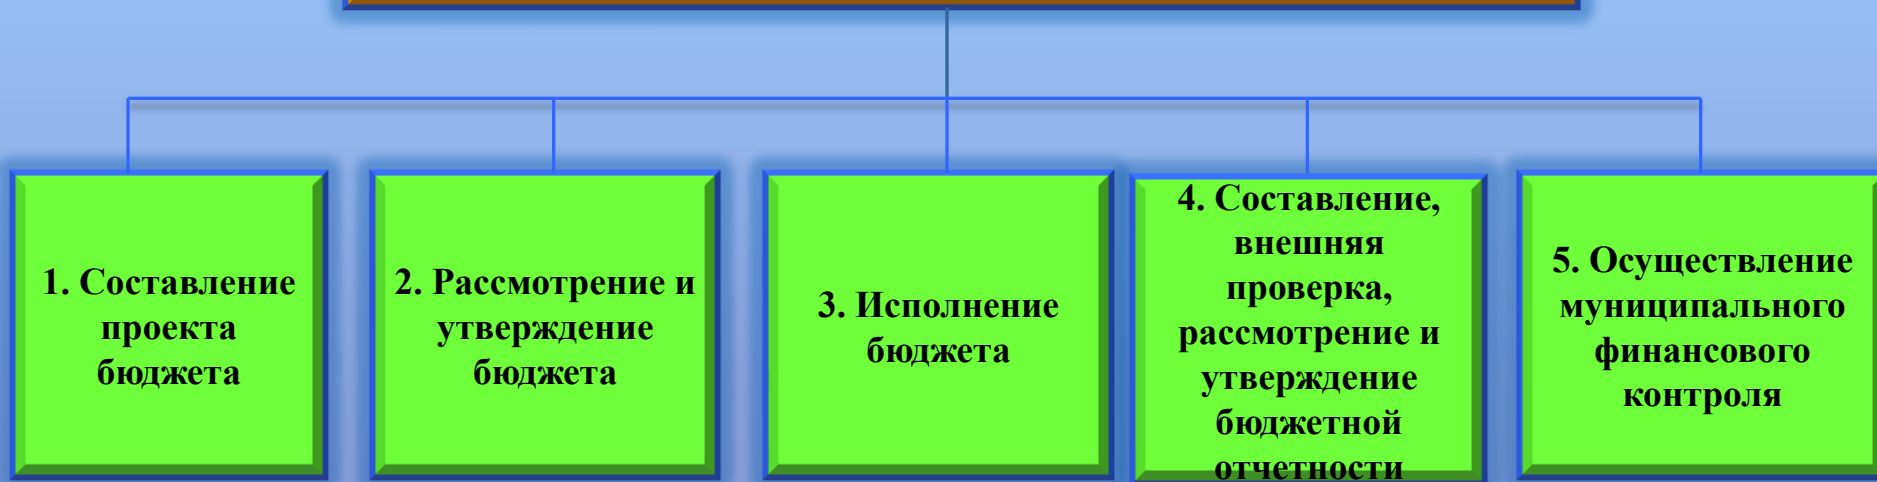 1. Составление
проекта
бюджета
2. Рассмотрение и
утверждение
бюджета
3. Исполнение
бюджета
4. Составление,
внешняя
проверка,
рассмотрение и
утверждение
бюджетной
отчетности
5. Осуществление
муниципального
финансового
контроля